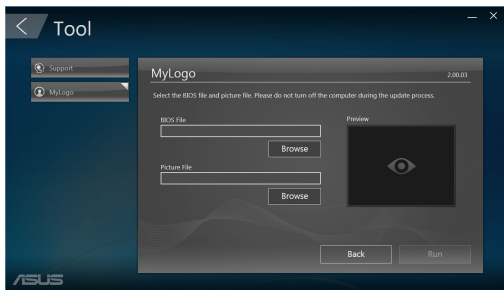 Tool
Support
MyLogo
MyLogo
2.00.03
Select the BIOS file and picture file. Please do not turn off the computer during the update process.
BIOS File
Browse
Picture File
Browse
Preview
Back
Run
ASUS